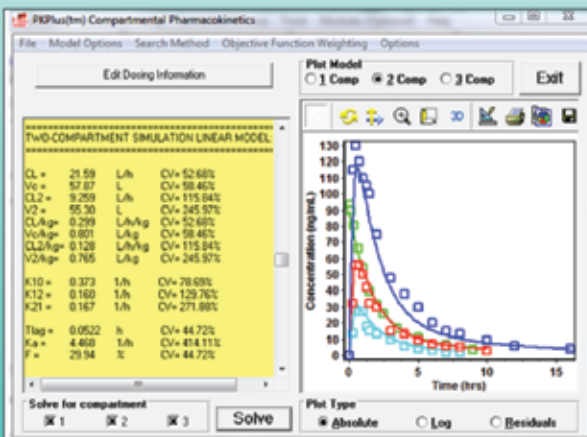 PKPlus(tm) Compartmental Pharmacokinetics
File Model Options Search Method Objective Function Weighting Options
Edit Dosing Information
Plot Model
1 Comp 2 Comp 3 Comp
Exit
3D
******************************************
TWO-COMPARTMENT SIMULATION LINEAR MODEL:
******************************************
CL = 21.59 L/h CV= 52.68%
Vc = 57.87 L CV= 58.46%
CL2 = 9.259 L/h CV= 115.84%
V2 = 55.30 L CV= 245.97%
CL/kg= 0.299 L/h/kg CV= 52.68%
Vc/kg= 0.801 L/kg CV= 58.46%
CL2/kg= 0.128 L/h/kg CV= 115.84%
V2/kg= 0.765 L/kg CV= 245.97%
K10 = 0.373 1/h CV= 78.69%
K12 = 0.160 1/h CV= 129.76%
K21 = 0.167 1/h CV= 271.88%
Tlag = 0.0522 h CV= 44.72%
Ka = 4.468 1/h CV= 414.11%
F = 29.94 % CV= 44.72%
Concentration (ng/mL)
130
120
110
100
90
80
70
60
50
40
30
20
10
0
0 5 10 15
Time (hrs)
Solve for compartment
1 2 3
Solve
Plot Type
Absolute Log Residuals